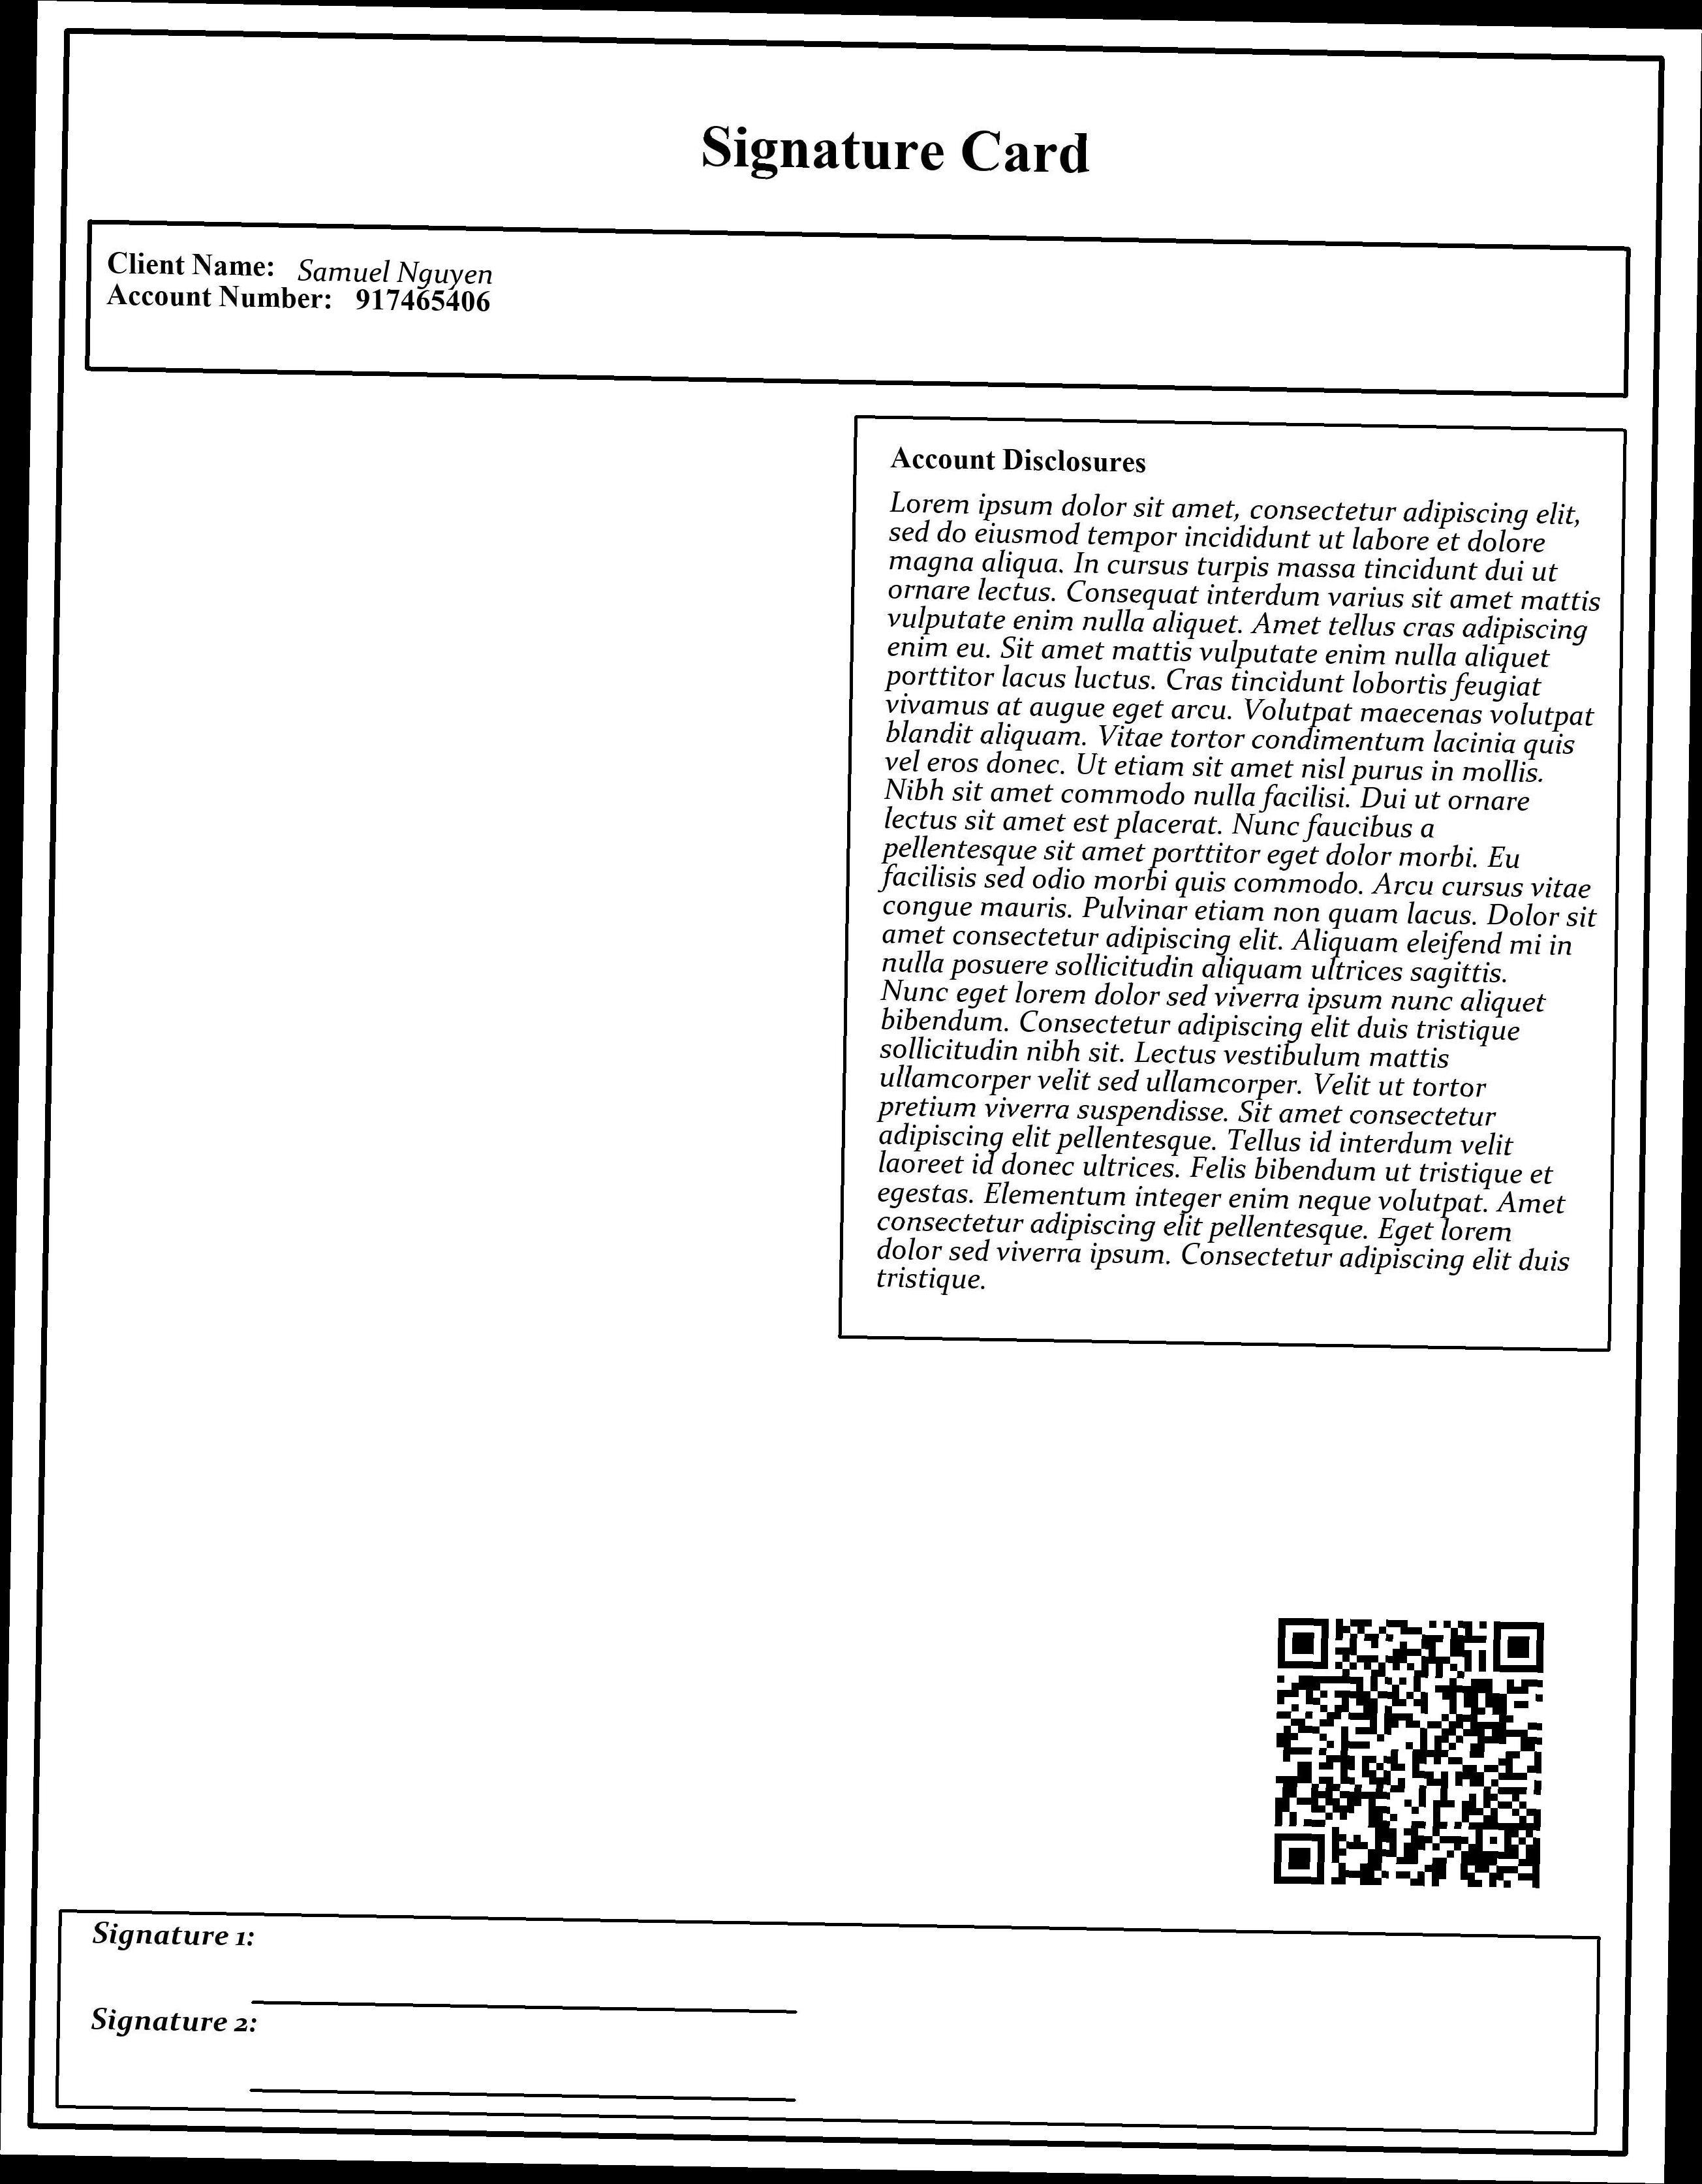 Signature Card
Client Name: Samuel Nguyen
Account Number: 917465406
Account Disclosures
Lorem ipsum dolor sit amet, consectetur adipiscing elit,
sed do eiusmod tempor incididunt ut labore et dolore
magna aliqua. In cursus turpis massa tincidunt dui ut
ornare lectus. Consequat interdum varius sit amet mattis
vulputate enim nulla aliquet. Amet tellus cras adipiscing
enim eu. Sit amet mattis vulputate enim nulla aliquet
porttitor lacus luctus. Cras tincidunt lobortis feugiat
vivamus at augue eget arcu. Volutpat maecenas volutpat
blandit aliquam. Vitae tortor condimentum lacinia quis
vel eros donec. Ut etiam sit amet nisl purus in mollis.
Nibh sit amet commodo nulla facilisi. Dui ut ornare
lectus sit amet est placerat. Nunc faucibus a
pellentesque sit amet porttitor eget dolor morbi. Eu
facilisis sed odio morbi quis commodo. Arcu cursus vitae
congue mauris. Pulvinar etiam non quam lacus. Dolor sit
amet consectetur adipiscing elit. Aliquam eleifend mi in
nulla posuere sollicitudin aliquam ultrices sagittis.
Nunc eget lorem dolor sed viverra ipsum nunc aliquet
bibendum. Consectetur adipiscing elit duis tristique
sollicitudin nibh sit. Lectus vestibulum mattis
ullamcorper velit sed ullamcorper. Velit ut tortor
pretium viverra suspendisse. Sit amet consectetur
adipiscing elit pellentesque. Tellus id interdum velit
laoreet id donec ultrices. Felis bibendum ut tristique et
egestas. Elementum integer enim neque volutpat. Amet
consectetur adipiscing elit pellentesque. Eget lorem
dolor sed viverra ipsum. Consectetur adipiscing elit duis
tristique.
Signature 1:
Signature 2: